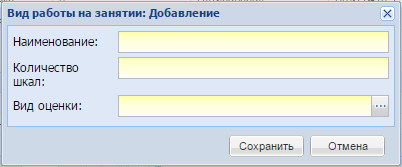 Вид работы на занятии: Добавление
Наименование:
Количество
шкал:
Вид оценки:
Сохранить Отмена